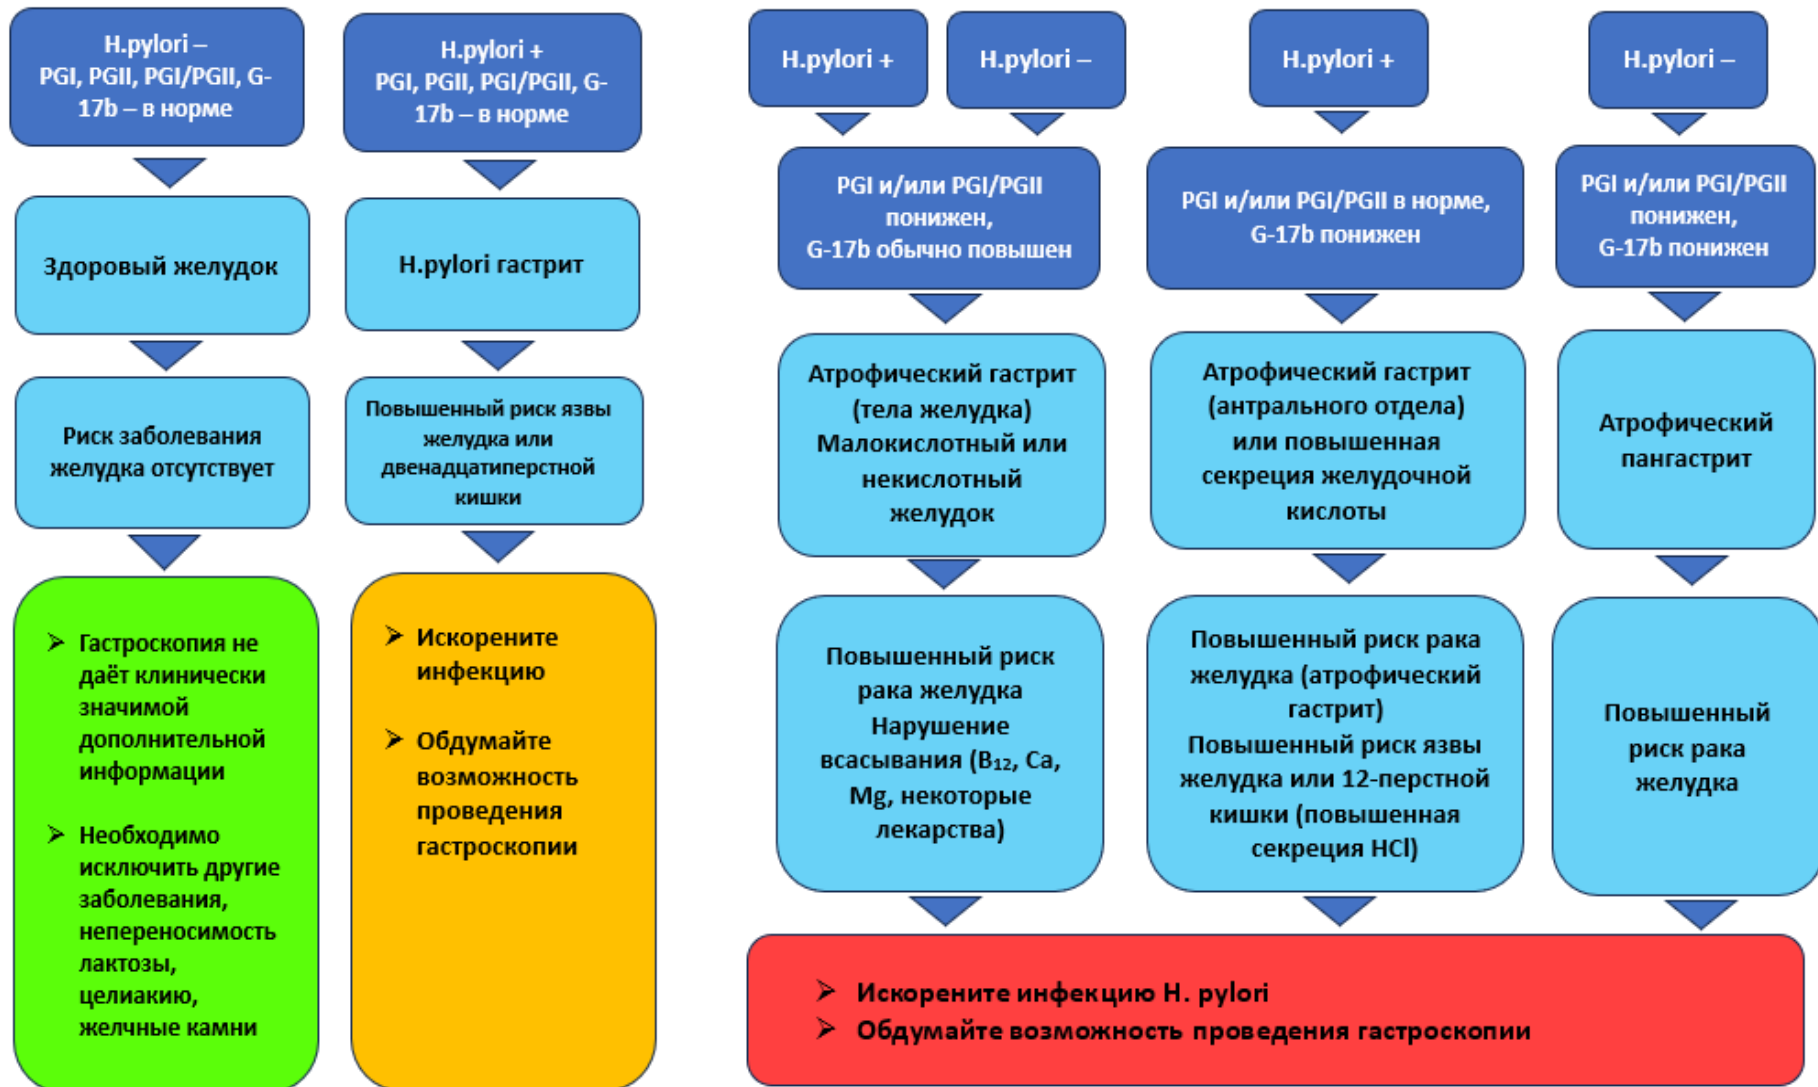 H.pylori –
PGI, PGII, PGI/PGII, G-
17b – в норме
Здоровый желудок
Риск заболевания
желудка отсутствует
➤ Гастроскопия не
даёт клинически
значимой
дополнительной
информации
➤ Необходимо
исключить другие
заболевания,
непереносимость
лактозы,
целиакию,
желчные камни
H.pylori +
PGI, PGII, PGI/PGII, G-
17b – в норме
H.pylori гастрит
Повышенный риск язвы
желудка или
двенадцатиперстной
кишки
➤ Искорените
инфекцию
➤ Обдумайте
возможность
проведения
гастроскопии
H.pylori +
H.pylori –
PGI и/или PGI/PGII
понижен,
G-17b обычно повышен
Атрофический гастрит
(тела желудка)
Малокислотный или
некислотный
желудок
Повышенный риск
рака желудка
Нарушение
всасывания (B₁₂, Ca,
Mg, некоторые
лекарства)
H.pylori +
PGI и/или PGI/PGII в норме,
G-17b понижен
Атрофический гастрит
(антрального отдела)
или повышенная
секреция желудочной
кислоты
Повышенный риск рака
желудка (атрофический
гастрит)
Повышенный риск язвы
желудка или 12-перстной
кишки (повышенная
секреция HCl)
H.pylori –
PGI и/или PGI/PGII
понижен,
G-17b понижен
Атрофический
пангастрит
Повышенный
риск рака
желудка
➤ Искорените инфекцию H. pylori
➤ Обдумайте возможность проведения гастроскопии